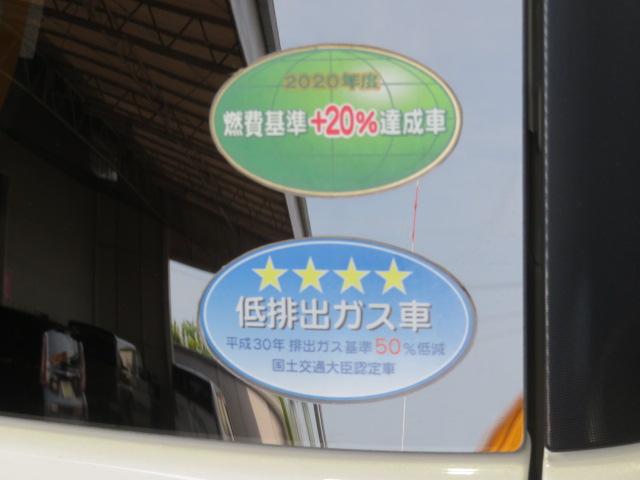 2020年度
燃費基準+20%達成車
★★★★
低排出ガス車
平成30年 排出ガス基準50%低減
国土交通大臣認定車